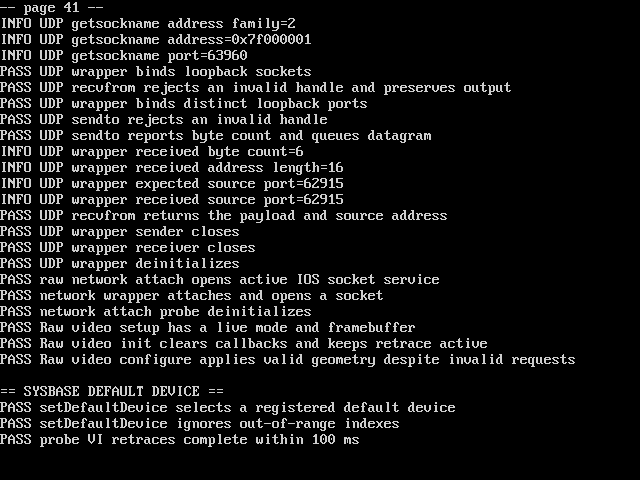 -- page 41 --
INFO UDP getsockname address family=2
INFO UDP getsockname address=0x7f000001
INFO UDP getsockname port=63960
PASS UDP wrapper binds loopback sockets
PASS UDP recvfrom rejects an invalid handle and preserves output
PASS UDP wrapper binds distinct loopback ports
PASS UDP sendto rejects an invalid handle
PASS UDP sendto reports byte count and queues datagram
INFO UDP wrapper received byte count=6
INFO UDP wrapper received address length=16
INFO UDP wrapper expected source port=62915
INFO UDP wrapper received source port=62915
PASS UDP recvfrom returns the payload and source address
PASS UDP wrapper sender closes
PASS UDP wrapper receiver closes
PASS UDP wrapper deinitializes
PASS raw network attach opens active IOS socket service
PASS network wrapper attaches and opens a socket
PASS network attach probe deinitializes
PASS Raw video setup has a live mode and framebuffer
PASS Raw video init clears callbacks and keeps retrace active
PASS Raw video configure applies valid geometry despite invalid requests
== SYSBASE DEFAULT DEVICE ==
PASS setDefaultDevice selects a registered default device
PASS setDefaultDevice ignores out-of-range indexes
PASS probe VI retraces complete within 100 ms